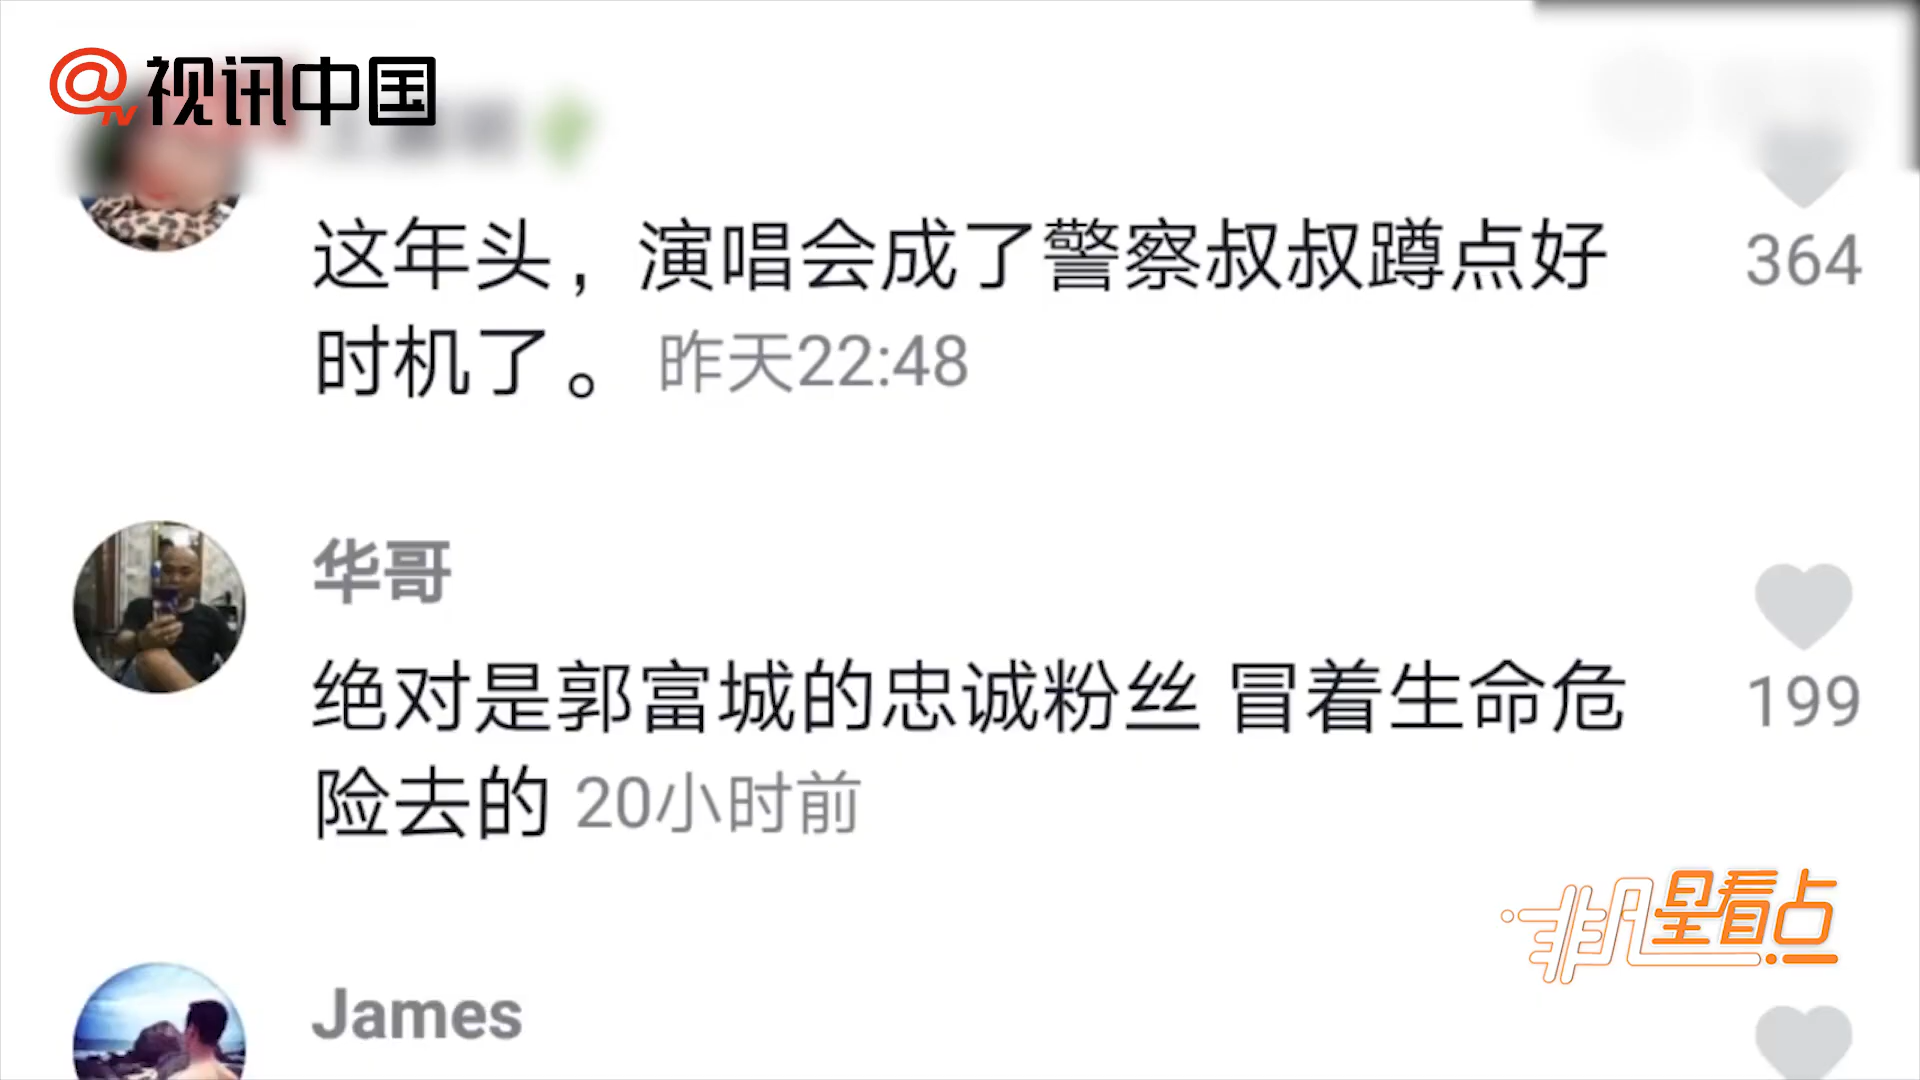 @TV 视讯中国
这年头，演唱会成了警察叔叔蹲点好
364
时机了。 昨天22:48
华哥
绝对是郭富城的忠诚粉丝 冒着生命危
199
险去的 20小时前
非凡星看点
James